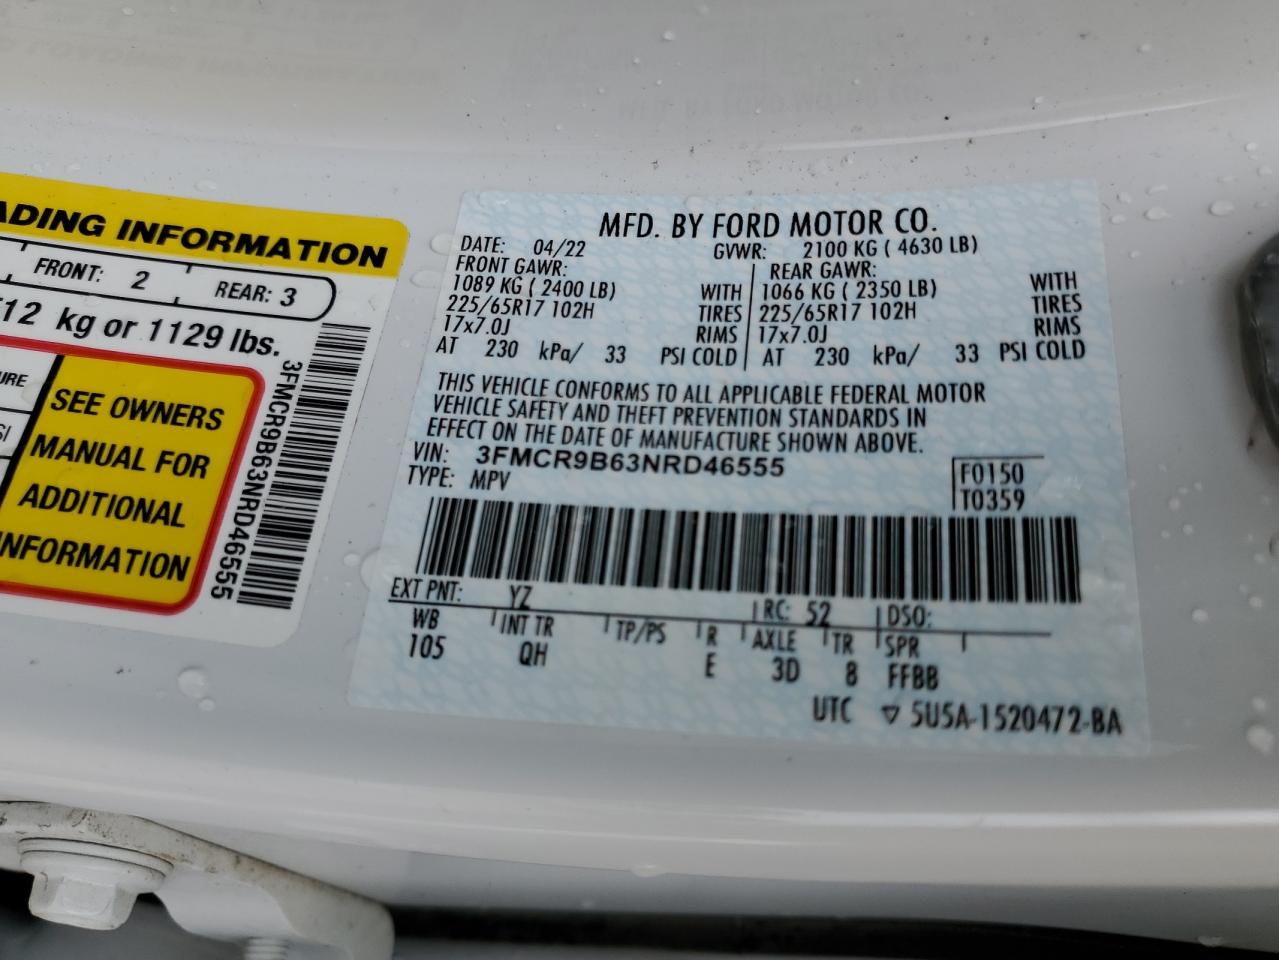 ADING INFORMATION
FRONT: 2 REAR: 3
512 kg or 1129 lbs.
SEE OWNERS
MANUAL FOR
ADDITIONAL
INFORMATION
3FMCR9B63NRD46555
MFD. BY FORD MOTOR CO.
DATE: 04/22 GVWR: 2100 KG ( 4630 LB)
FRONT GAWR: REAR GAWR:
1089 KG ( 2400 LB) WITH 1066 KG ( 2350 LB) WITH
225/65R17 102H TIRES 225/65R17 102H TIRES
17x7.0J RIMS 17x7.0J RIMS
AT 230 kPa/ 33 PSI COLD AT 230 kPa/ 33 PSI COLD
THIS VEHICLE CONFORMS TO ALL APPLICABLE FEDERAL MOTOR
VEHICLE SAFETY AND THEFT PREVENTION STANDARDS IN
EFFECT ON THE DATE OF MANUFACTURE SHOWN ABOVE.
VIN: 3FMCR9B63NRD46555
TYPE: MPV
F0150
T0359
EXT PNT: YZ RC: 52 DSO:
WB INT TR TP/PS R AXLE TR SPR
105 QH E 3D 8 FFBB
UTC ▽ 5U5A-1520472-BA